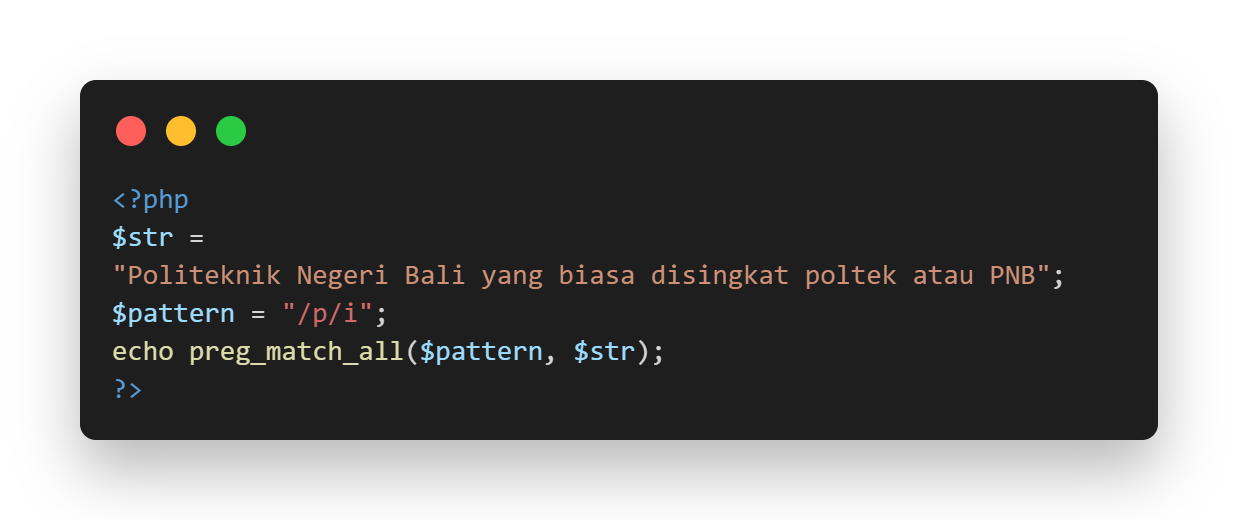 <?php
$str =
"Politeknik Negeri Bali yang biasa disingkat poltek atau PNB";
$pattern = "/p/i";
echo preg_match_all($pattern, $str);
?>